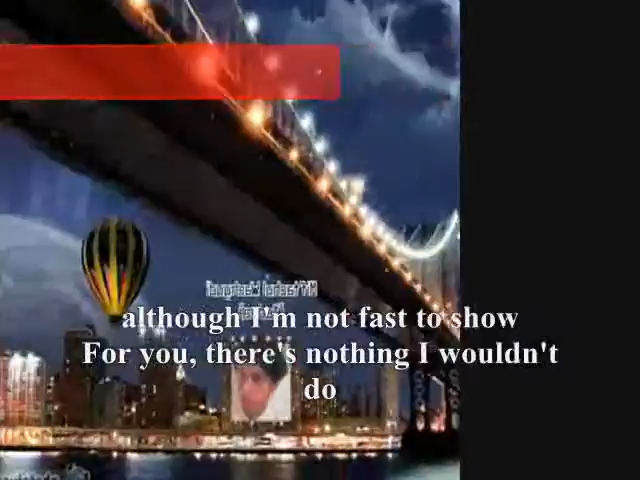 although I'm not fast to show
For you, there's nothing I wouldn't
do